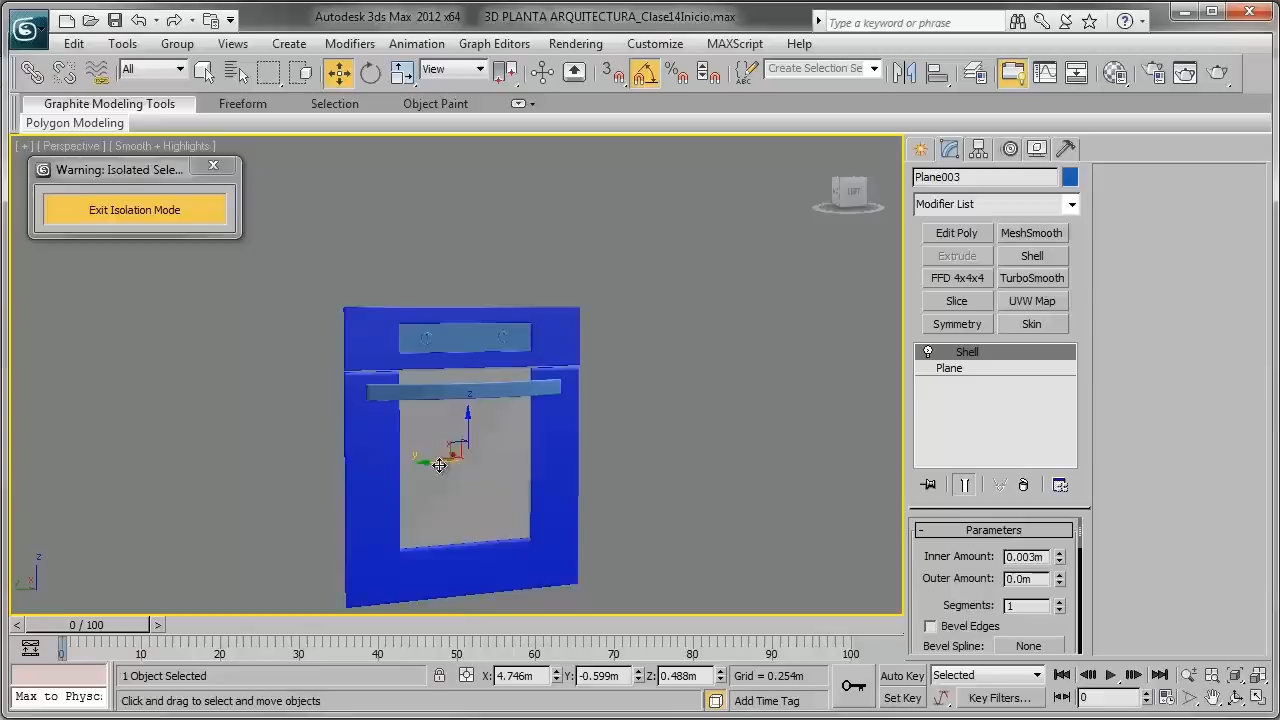 Autodesk 3ds Max 2012 x64 3D PLANTA ARQUITECTURA_Clase14Inicio.max Type a keyword or phrase
Edit Tools Group Views Create Modifiers Animation Graph Editors Rendering Customize MAXScript Help
All View 3 Create Selection Se
Graphite Modeling Tools Freeform Selection Object Paint
Polygon Modeling
[ + ] [ Perspective ] [ Smooth + Highlights ]
Warning: Isolated Sele...
Exit Isolation Mode
LEFT
Plane003
Modifier List
Edit Poly MeshSmooth
Extrude Shell
FFD 4x4x4 TurboSmooth
Slice UVW Map
Symmetry Skin
Shell
Plane
Parameters
Inner Amount: 0.003m
Outer Amount: 0.0m
Segments: 1
Bevel Edges
Bevel Spline: None
z
y
x
z
x
< 0 / 100 >
0 10 20 30 40 50 60 70 80 90 100
1 Object Selected X: 4.746m Y: -0.599m Z: 0.488m Grid = 0.254m Auto Key Selected
Max to Physc Click and drag to select and move objects Add Time Tag Set Key Key Filters... 0